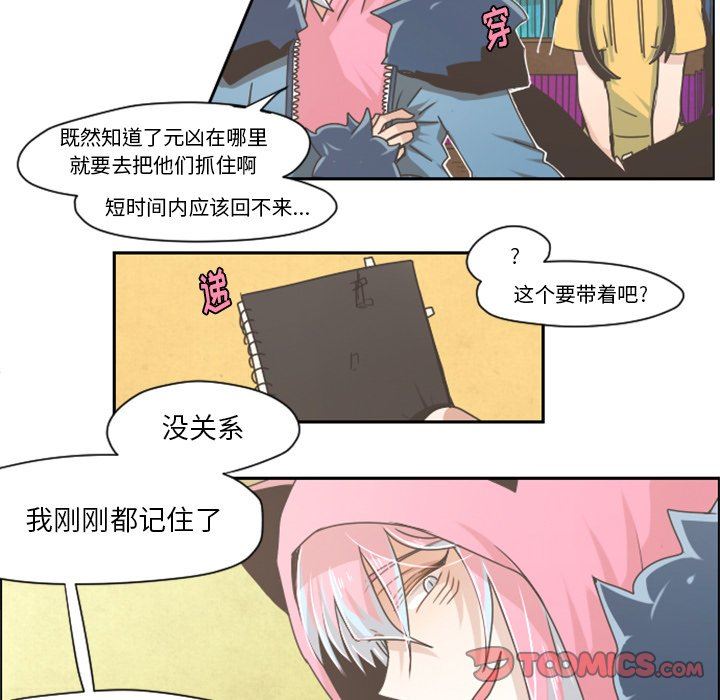 穿
既然知道了元凶在哪里
就要去把他们抓住啊
短时间内应该回不来...
?
这个要带着吧?
递
没关系
我刚刚都记住了
TOOMICS.COM